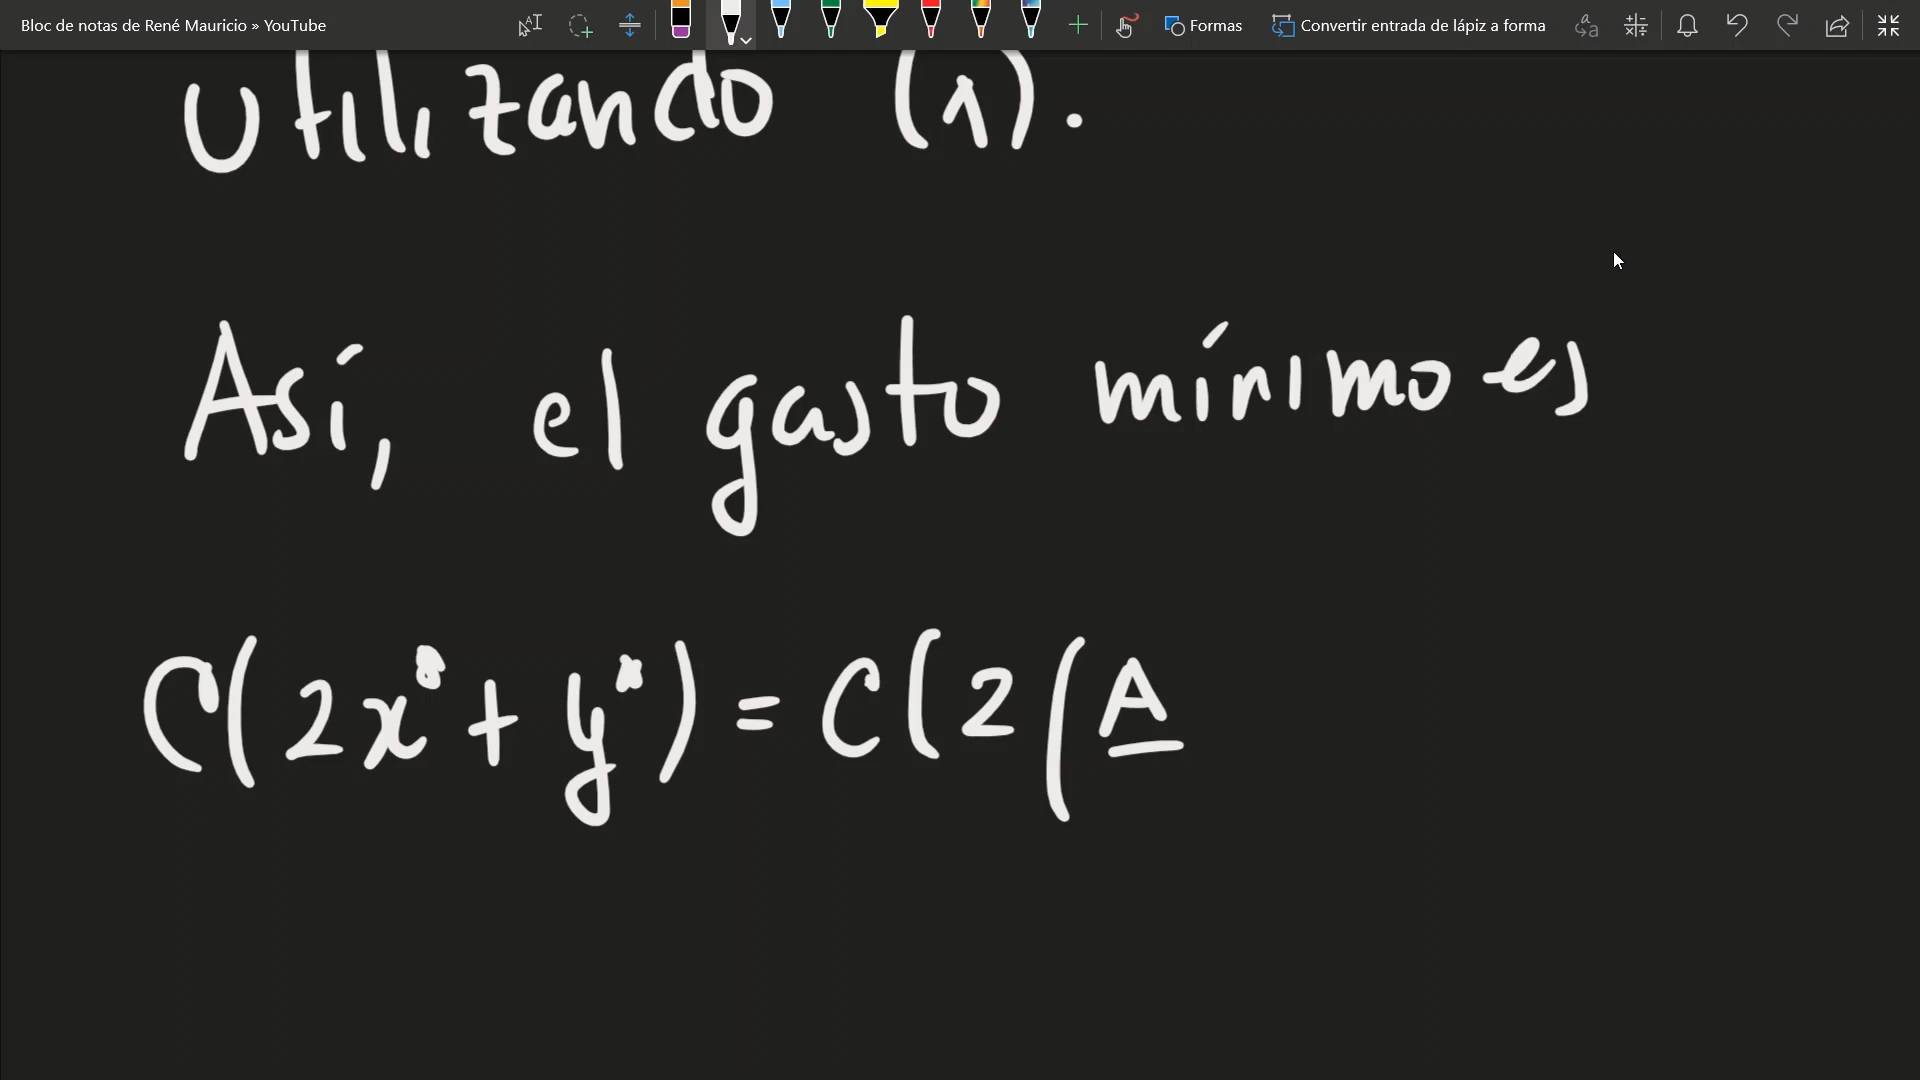 Bloc de notas de René Mauricio » YouTube Formas Convertir entrada de lápiz a forma
Utilizando (1).
Así, el gasto mínimo es
C(2x* + y*) = C(2(A